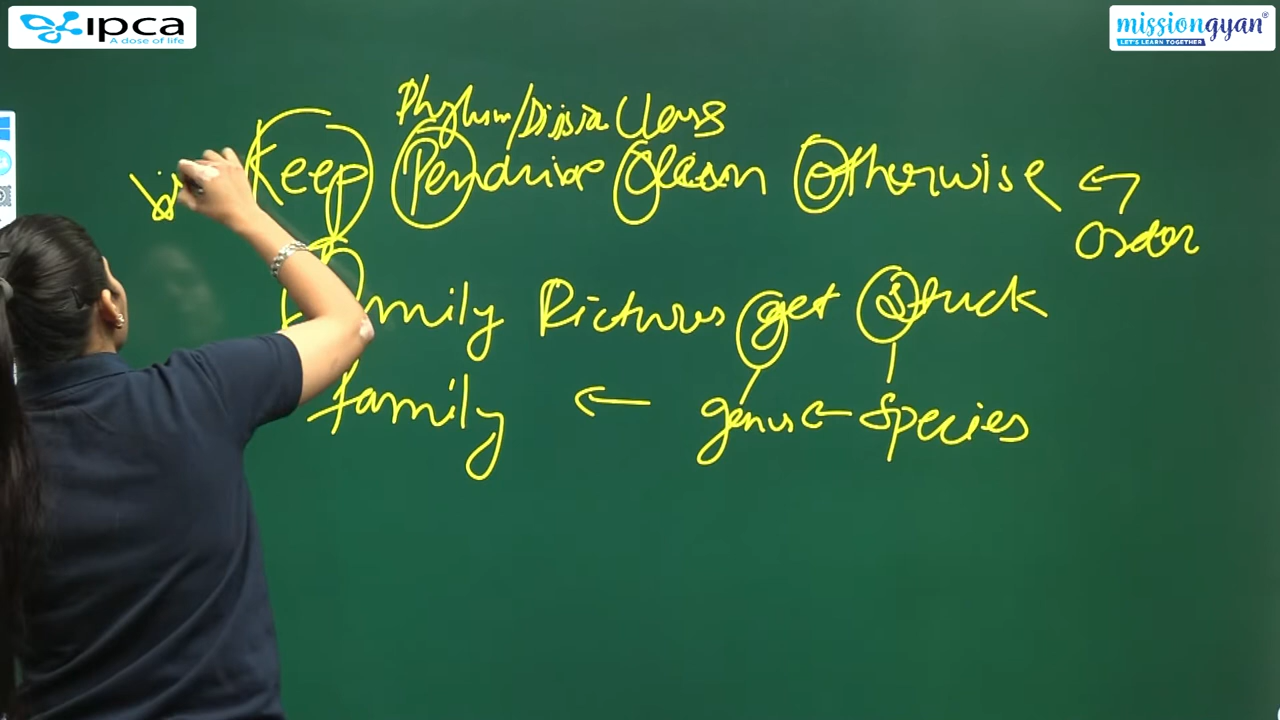 ipca
A dose of life
missiongyan®
LET'S LEARN TOGETHER
Phylum/Division Class
Keep Pendrive Clean Otherwise
Order
Family Pictures get Stuck
family ← genus ← species